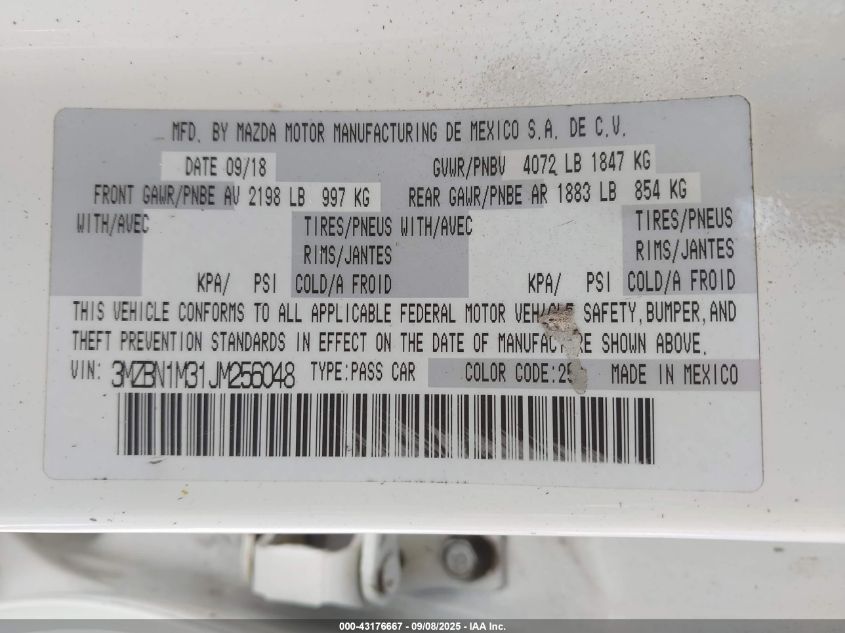 MFD. BY MAZDA MOTOR MANUFACTURING DE MEXICO S.A. DE C.V.
DATE 09/18 GVWR/PNBV 4072 LB 1847 KG
FRONT GAWR/PNBE AV 2198 LB 997 KG REAR GAWR/PNBE AR 1883 LB 854 KG
WITH/AVEC TIRES/PNEUS WITH/AVEC TIRES/PNEUS
RIMS/JANTES RIMS/JANTES
KPA/ PSI COLD/A FROID KPA/ PSI COLD/A FROID
THIS VEHICLE CONFORMS TO ALL APPLICABLE FEDERAL MOTOR VEHICLE SAFETY, BUMPER, AND
THEFT PREVENTION STANDARDS IN EFFECT ON THE DATE OF MANUFACTURE SHOWN ABOVE.
VIN: 3MZBN1M31JM256048 TYPE:PASS CAR COLOR CODE: MADE IN MEXICO
000-43176667 - 09/08/2025 - IAA Inc.